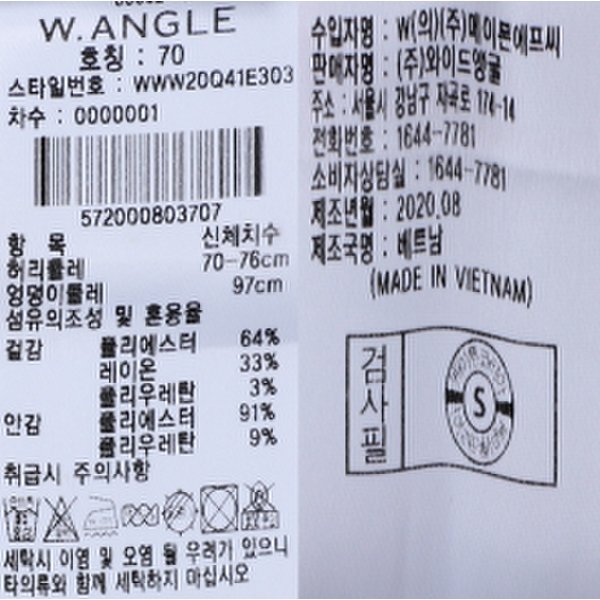 W.ANGLE
호칭 : 70
스타일번호 : WWW20Q41E303
차수 : 0000001
572000803707
항 목 신체치수
허리둘레 70-76cm
엉덩이둘레 97cm
섬유의조성 및 혼용율
겉감 폴리에스터 64%
레이온 33%
폴리우레탄 3%
안감 폴리에스터 91%
폴리우레탄 9%
취급시 주의사항
세탁시 이염 및 오염 될 우려가 있으니
타의류와 함께 세탁하지 마십시오
수입자명 : W(의)(주)에이몬에프씨
판매자명 : (주)와이드앵글
주소 : 서울시 강남구 자곡로 174-14
전화번호 : 1644-7781
소비자상담실 : 1644-7781
제조년월 : 2020.08
제조국명 : 베트남
(MADE IN VIETNAM)
검사필
S